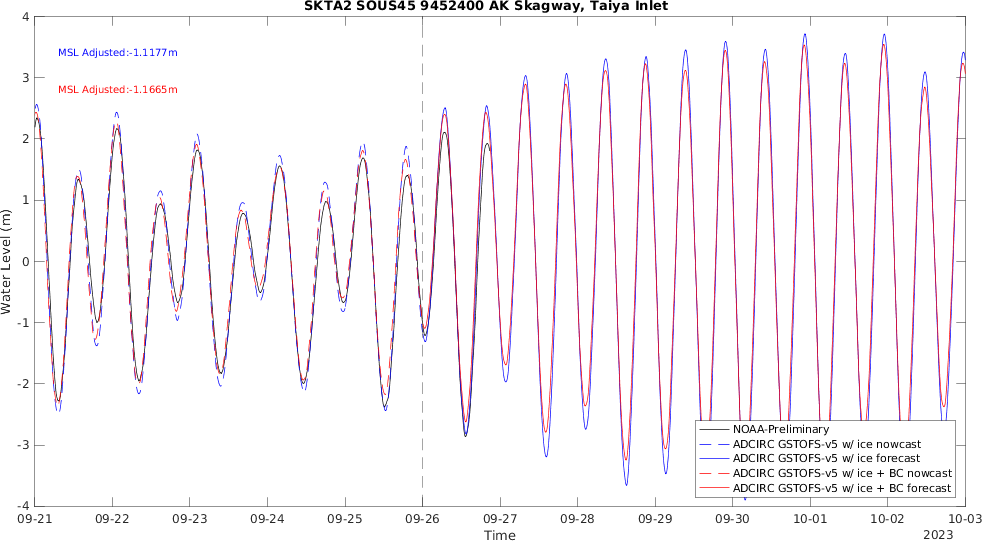 SKTA2 SOUS45 9452400 AK Skagway, Taiya Inlet
MSL Adjusted:-1.1177m
MSL Adjusted:-1.1665m
Water Level (m)
4
3
2
1
0
-1
-2
-3
-4
NOAA-Preliminary
ADCIRC GSTOFS-v5 w/ ice nowcast
ADCIRC GSTOFS-v5 w/ ice forecast
ADCIRC GSTOFS-v5 w/ ice + BC nowcast
ADCIRC GSTOFS-v5 w/ ice + BC forecast
09-21 09-22 09-23 09-24 09-25 09-26 09-27 09-28 09-29 09-30 10-01 10-02 10-03
Time
2023